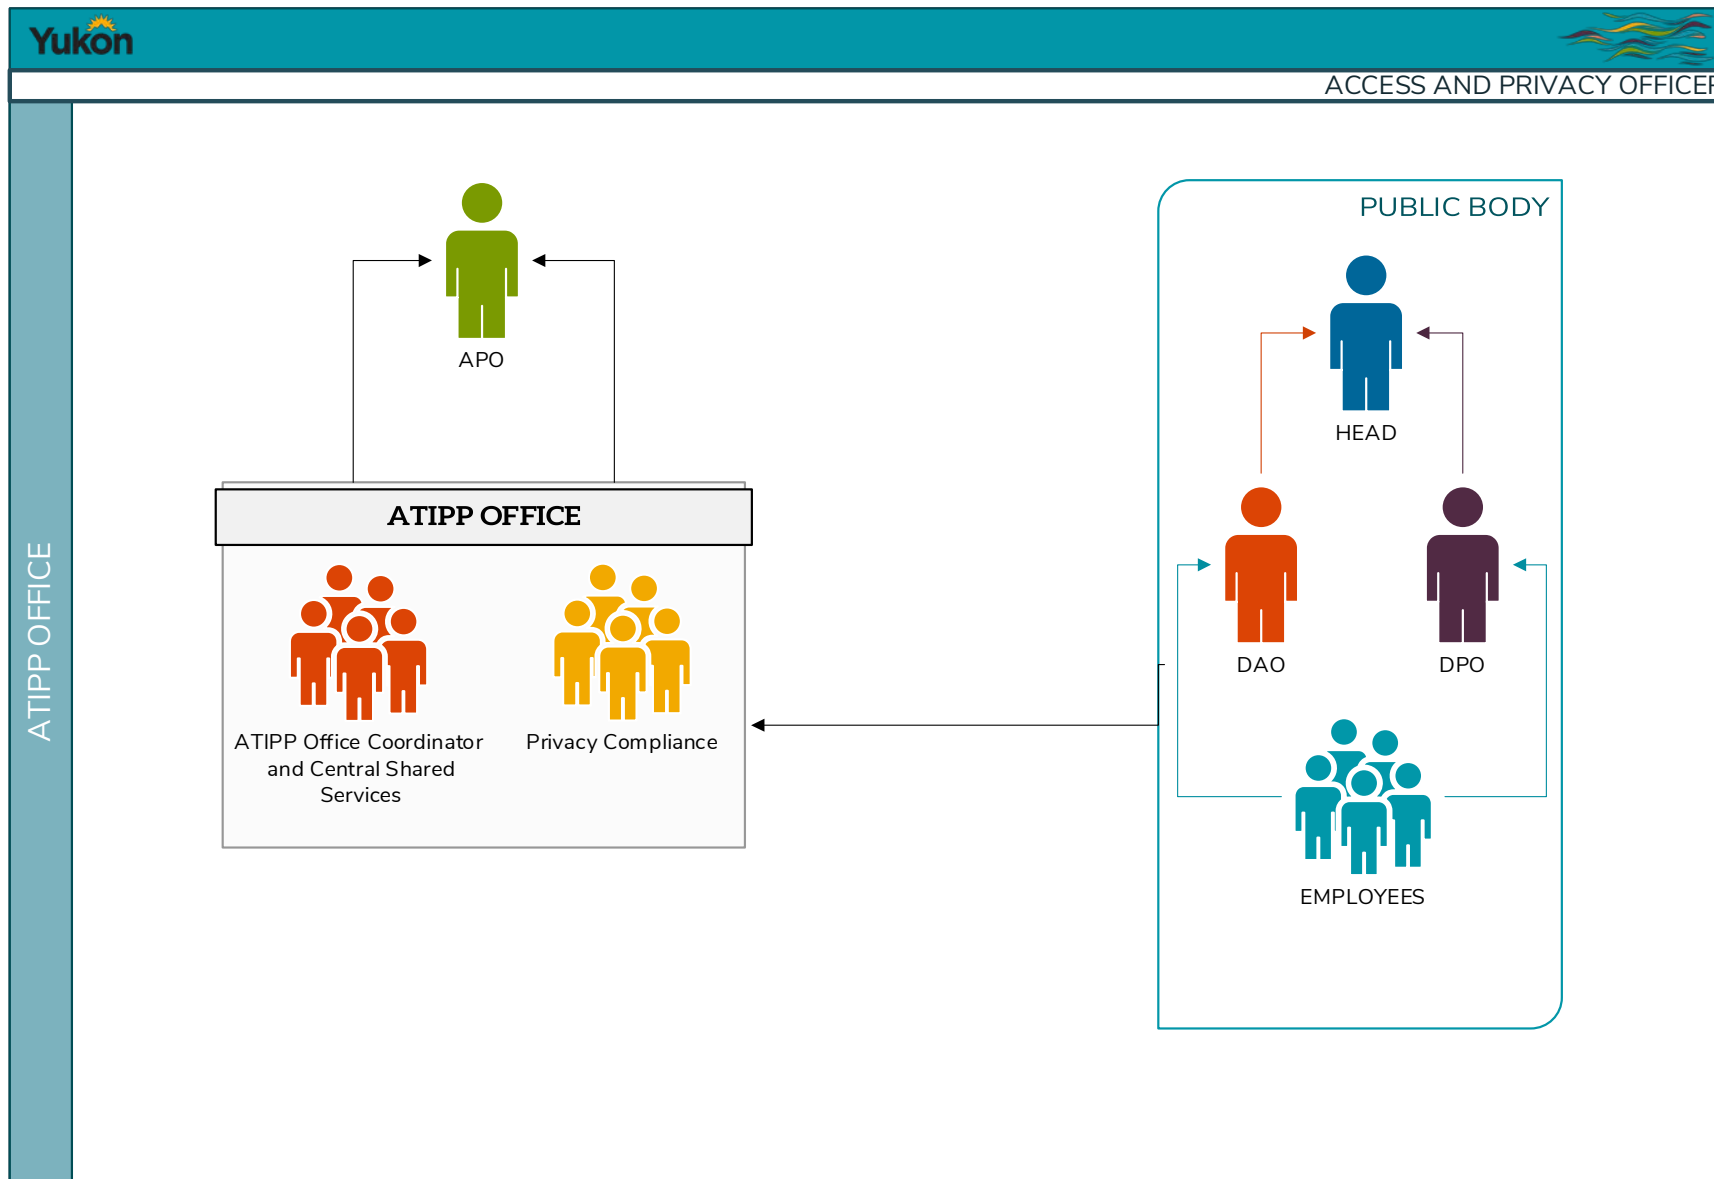 Yukon
ACCESS AND PRIVACY OFFICER
ATIPP OFFICE
PUBLIC BODY
APO
HEAD
ATIPP OFFICE
DAO
DPO
ATIPP Office Coordinator
and Central Shared
Services
Privacy Compliance
EMPLOYEES